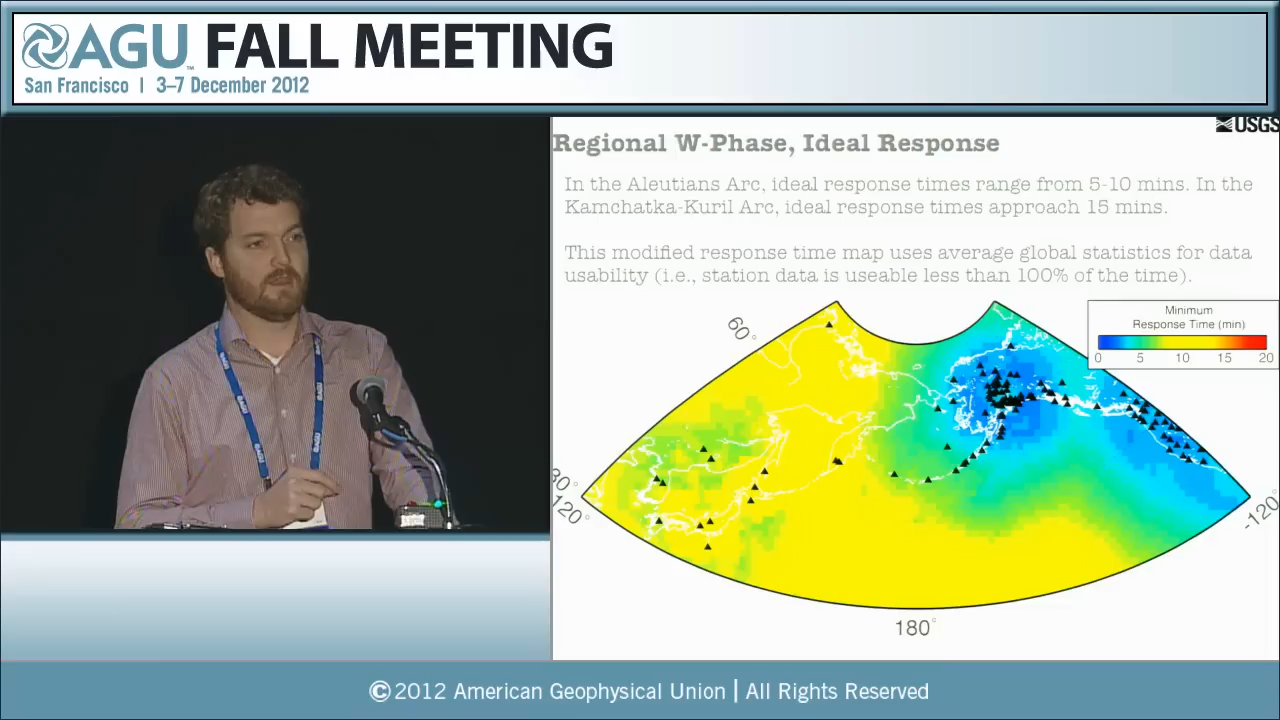 AGU FALL MEETING
San Francisco | 3–7 December 2012
USGS
Regional W-Phase, Ideal Response
In the Aleutians Arc, ideal response times range from 5-10 mins. In the
Kamchatka-Kuril Arc, ideal response times approach 15 mins.
This modified response time map uses average global statistics for data
usability (i.e., station data is useable less than 100% of the time).
Minimum
Response Time (min)
0 5 10 15 20
60°
30°
120°
-120°
180°
©2012 American Geophysical Union | All Rights Reserved